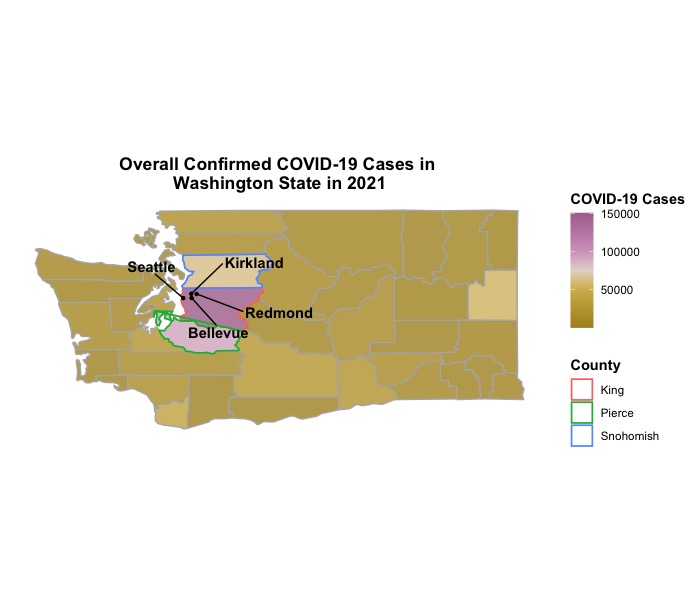 Overall Confirmed COVID-19 Cases in
Washington State in 2021
Seattle
Kirkland
Redmond
Bellevue
COVID-19 Cases
150000
100000
50000
County
King
Pierce
Snohomish